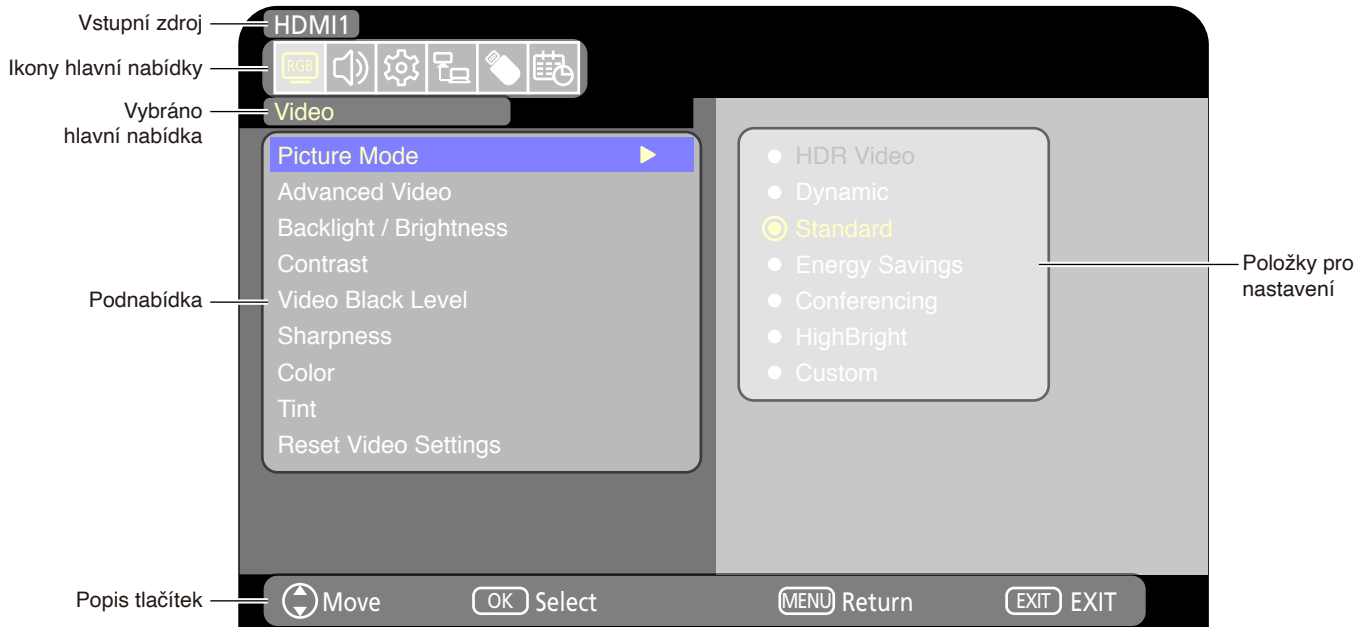 Vstupní zdroj
HDMI1
Ikony hlavní nabídky
RGB
Vybráno
hlavní nabídka
Video
Podnabídka
Picture Mode
Advanced Video
Backlight / Brightness
Contrast
Video Black Level
Sharpness
Color
Tint
Reset Video Settings
HDR Video
Dynamic
Standard
Energy Savings
Conferencing
HighBright
Custom
Položky pro
nastavení
Popis tlačítek
Move
OK Select
MENU Return
EXIT EXIT